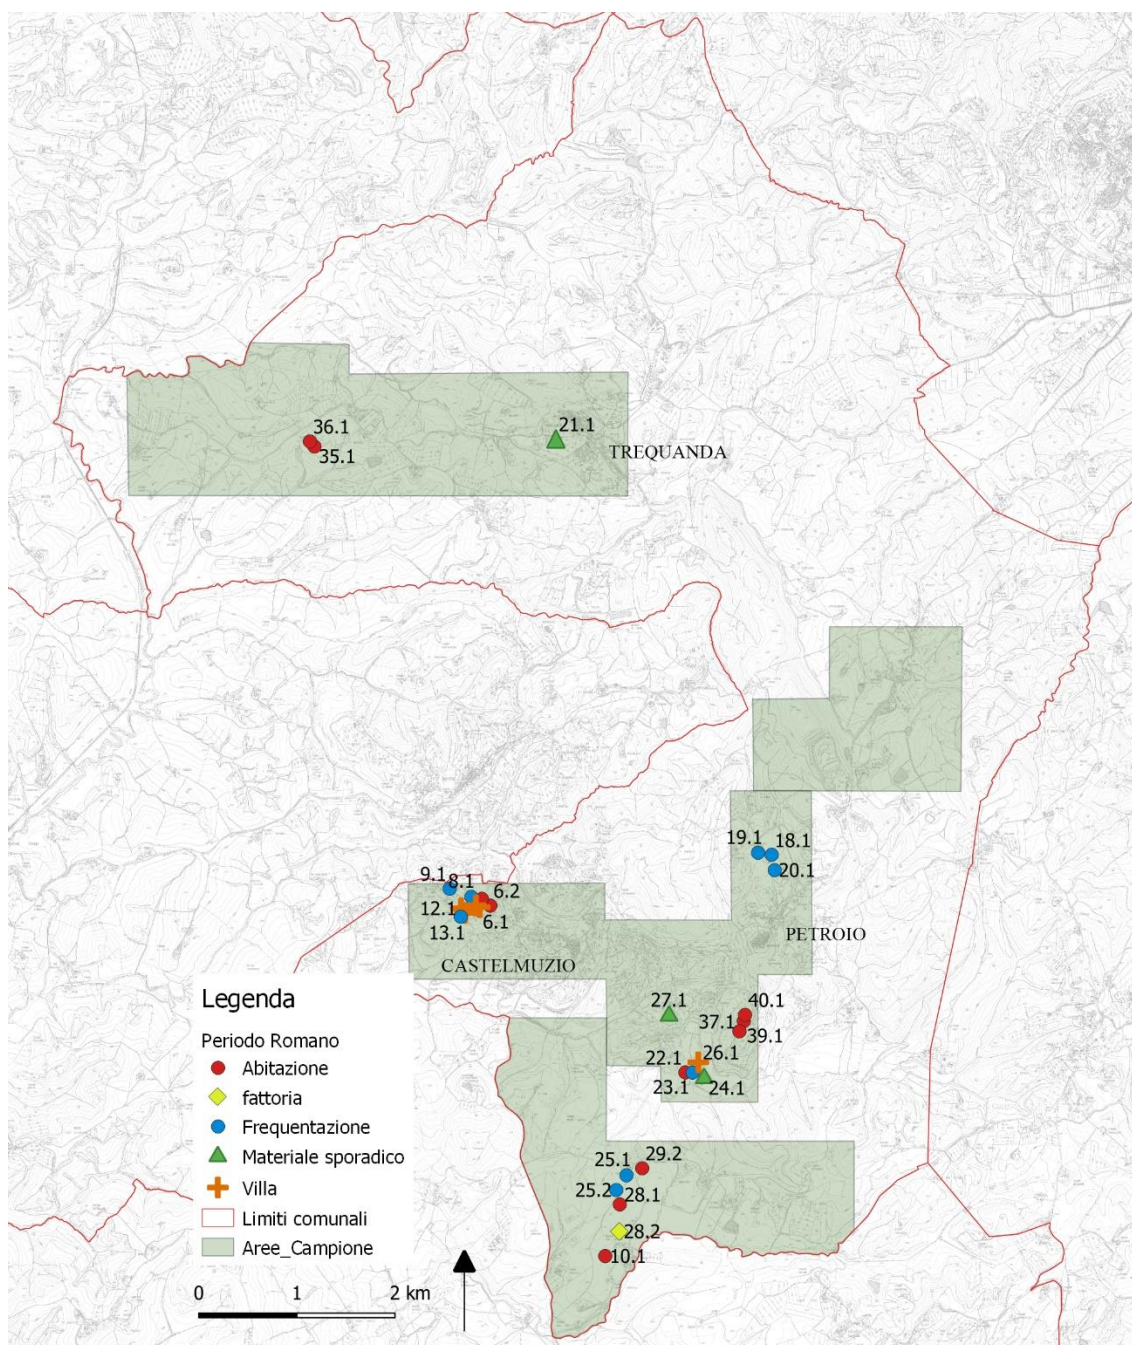 36.1
35.1
21.1
TREQUANDA
19.1
18.1
20.1
9.1
8.1
6.2
12.1
6.1
13.1
PETROIO
CASTELMUZIO
27.1
40.1
37.1
39.1
26.1
22.1
23.1
24.1
29.2
25.1
25.2
28.1
28.2
10.1
Legenda
Periodo Romano
Abitazione
fattoria
Frequentazione
Materiale sporadico
Villa
Limiti comunali
Aree_Campione
0 1 2 km